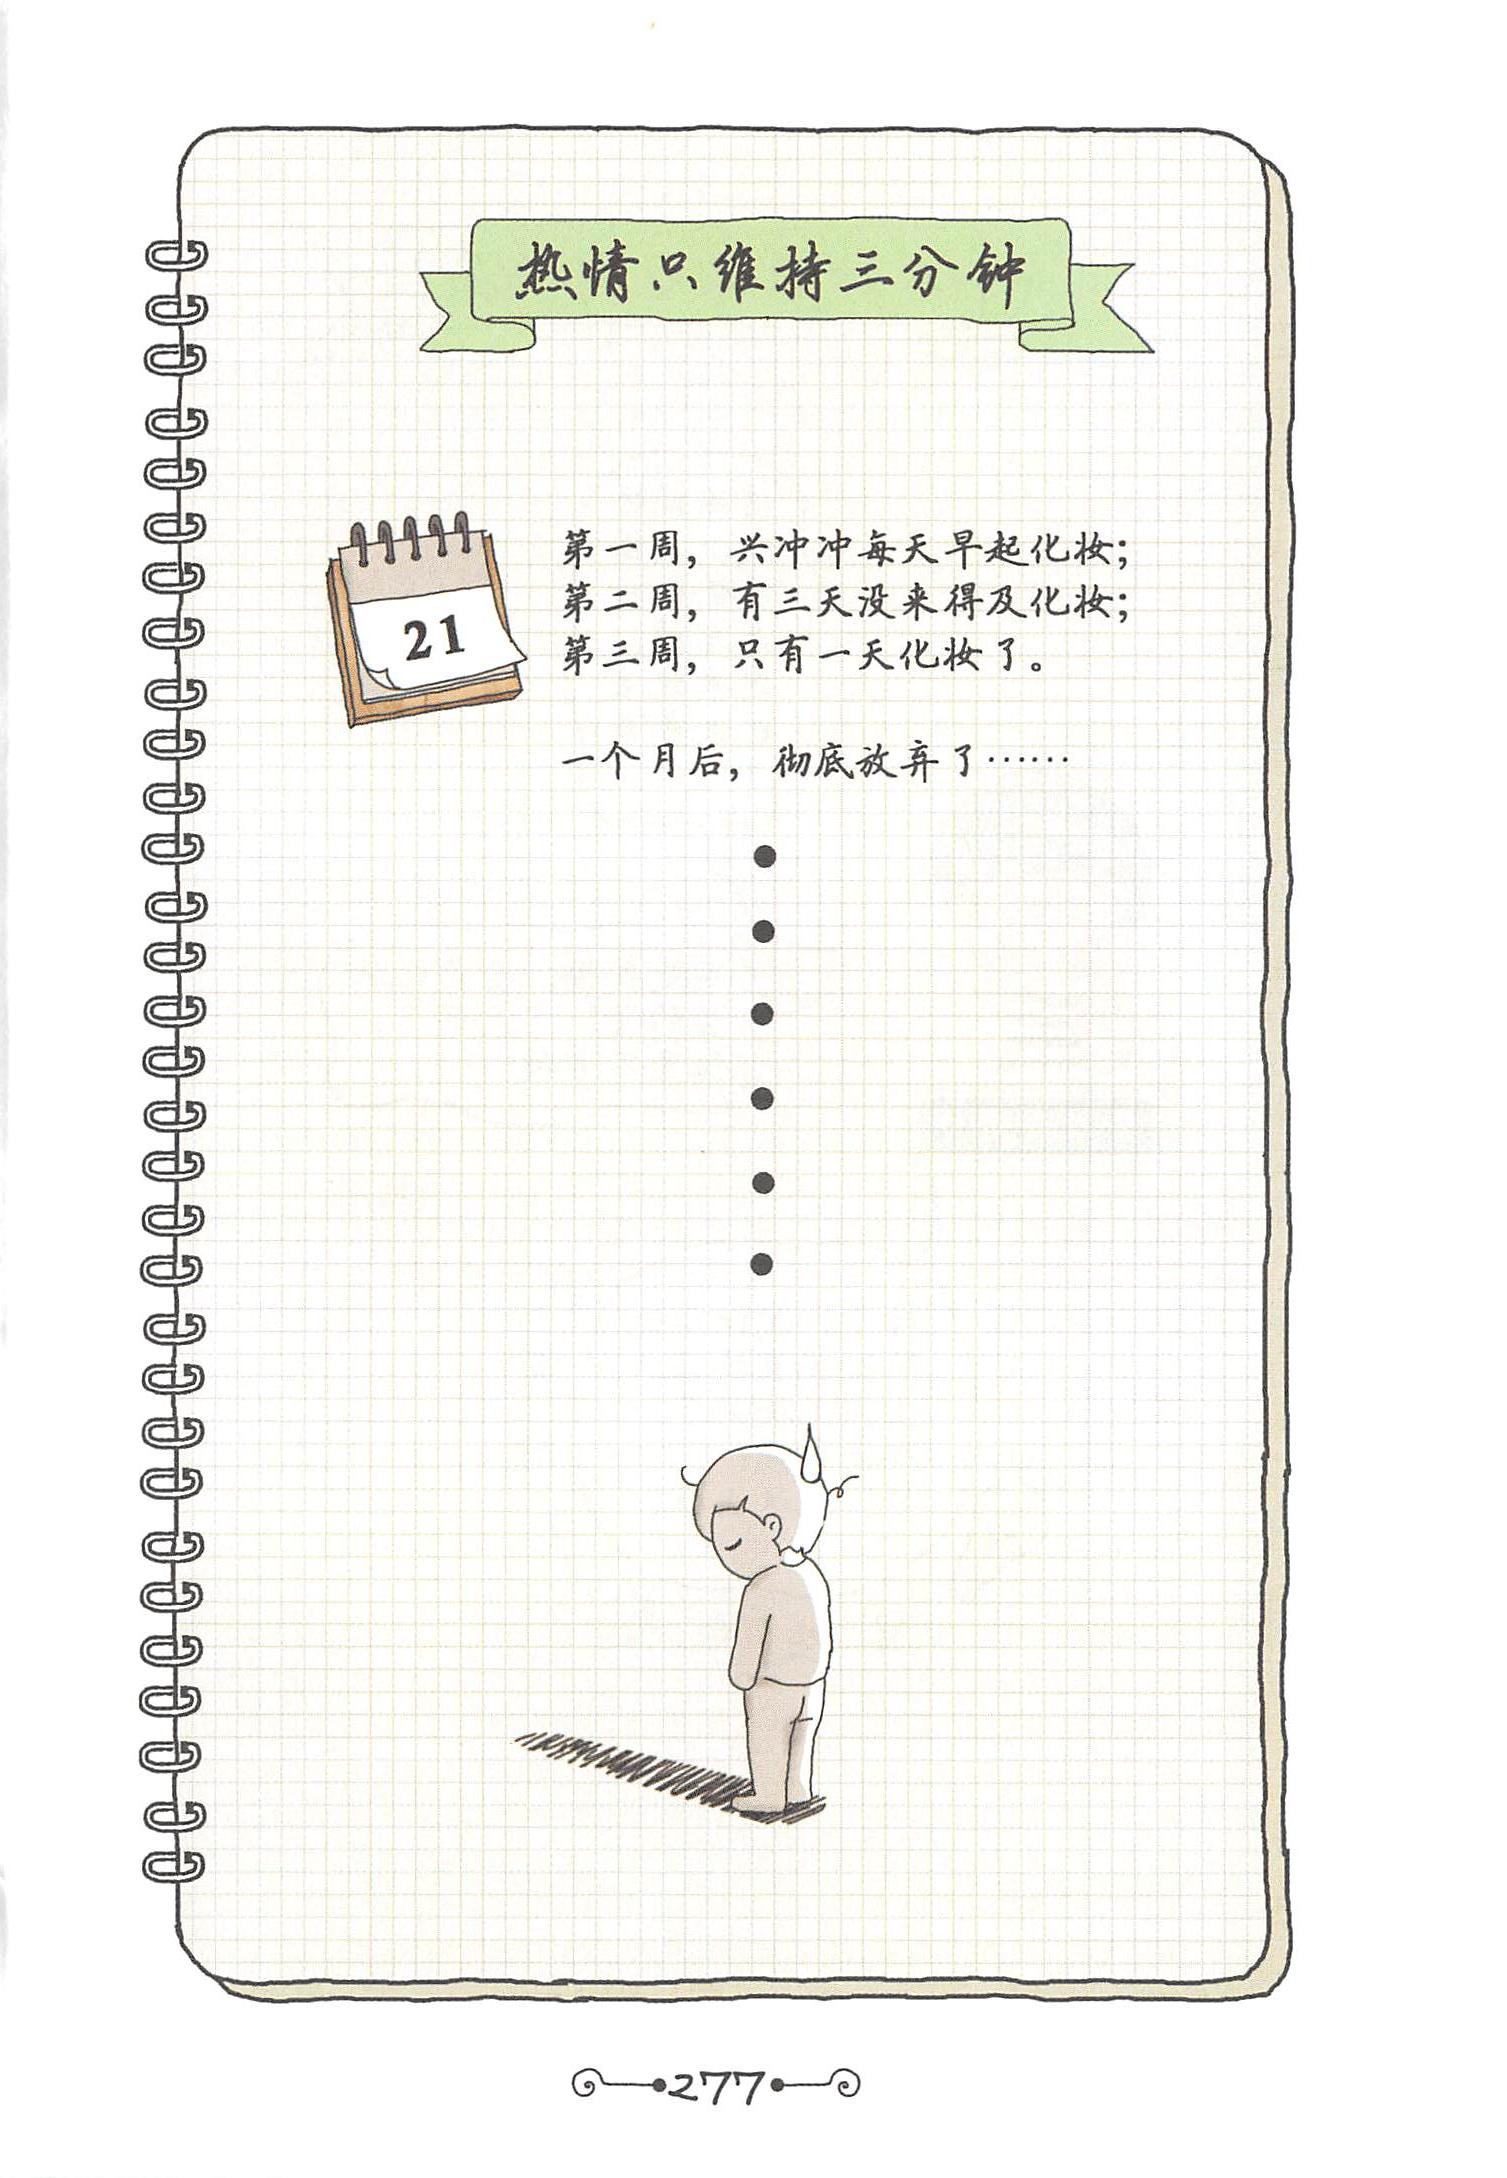 热情只维持三分钟
21
第一周，兴冲冲每天早起化妆；
第二周，有三天没来得及化妆；
第三周，只有一天化妆了。
一个月后，彻底放弃了……
277